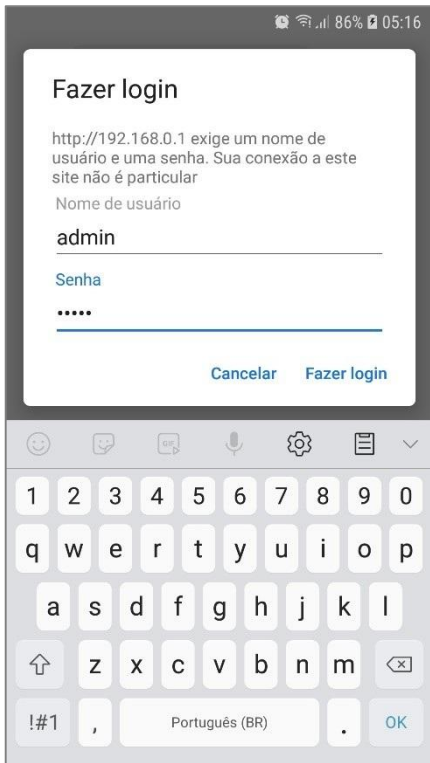 86% 05:16
Fazer login
http://192.168.0.1 exige um nome de
usuário e uma senha. Sua conexão a este
site não é particular
Nome de usuário
admin
Senha
•••••
Cancelar Fazer login
GIF
1 2 3 4 5 6 7 8 9 0
q w e r t y u i o p
a s d f g h j k l
z x c v b n m
!#1 , Português (BR) . OK